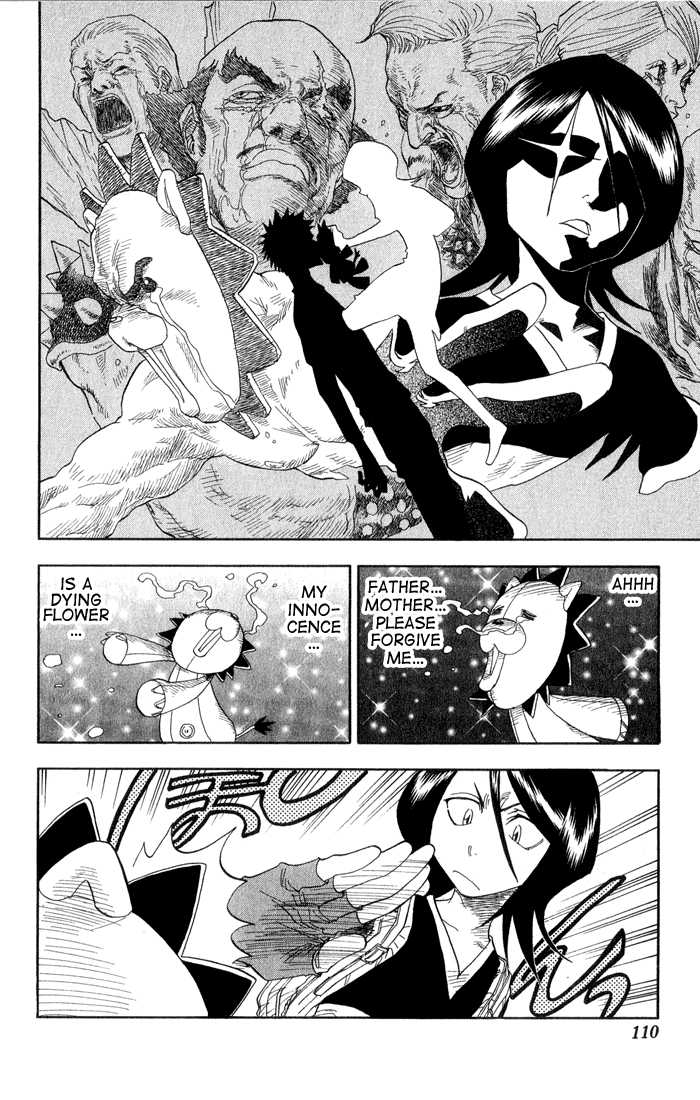 AHHH
...
FATHER...
MOTHER...
PLEASE
FORGIVE
ME...
MY
INNO-
CENCE
...
IS A
DYING
FLOWER
...
110